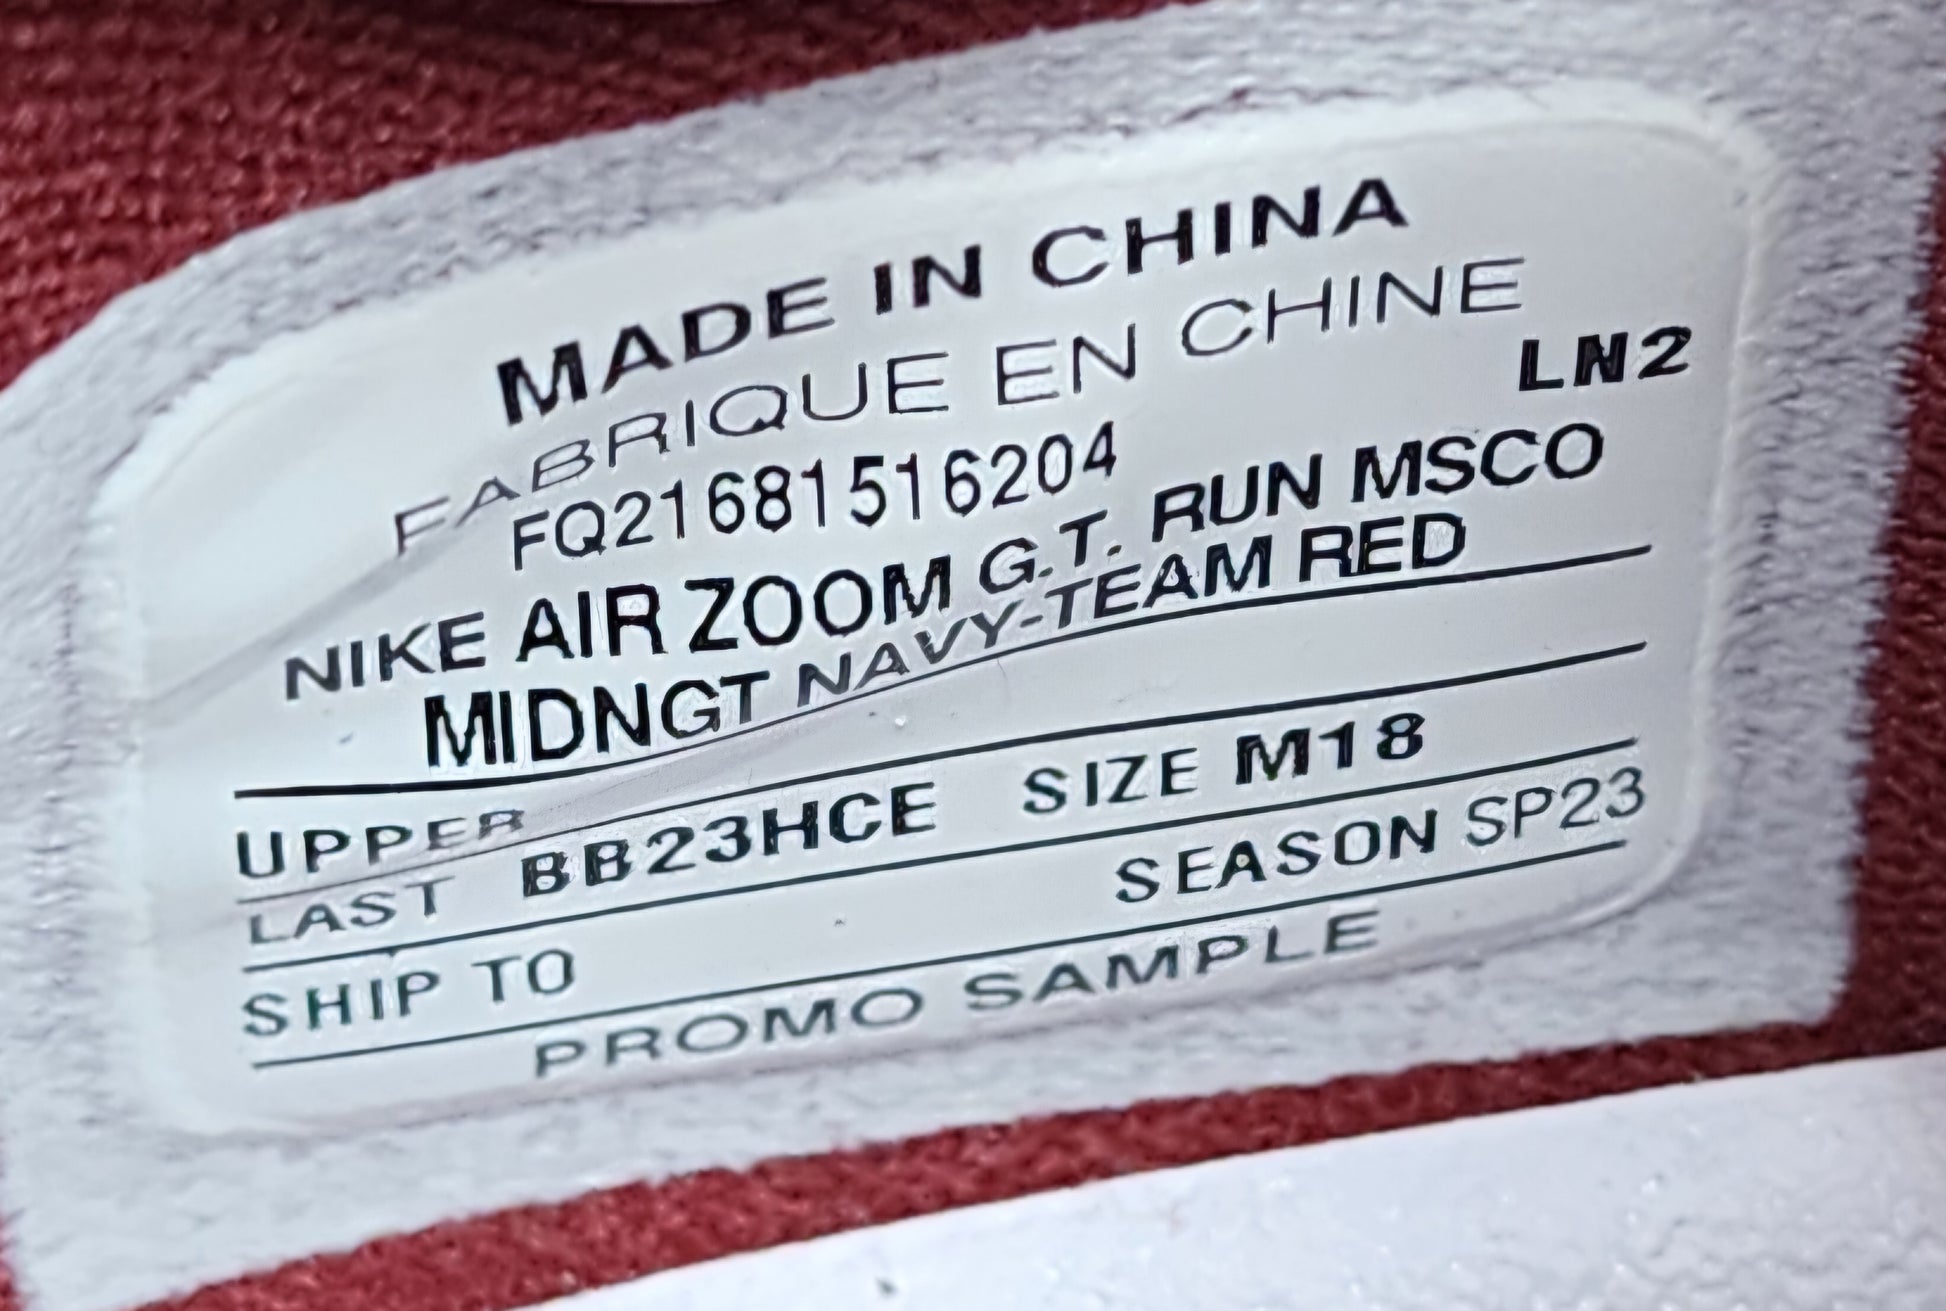 MADE IN CHINA
FABRIQUE EN CHINE
LN2
FQ21681516204
NIKE AIR ZOOM G.T. RUN MSCO
MIDNGT NAVY-TEAM RED
UPPER
LAST BB23HCE SIZE M18
SHIP TO SEASON SP23
PROMO SAMPLE